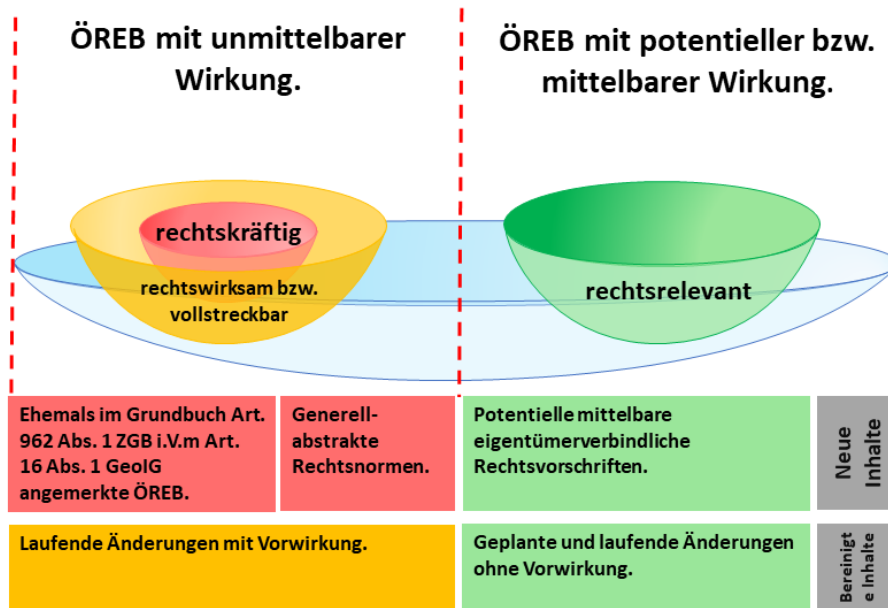 ÖREB mit unmittelbarer
Wirkung.
ÖREB mit potentieller bzw.
mittelbarer Wirkung.
rechtskräftig
rechtswirksam bzw.
vollstreckbar
rechtsrelevant
Ehemals im Grundbuch Art.
962 Abs. 1 ZGB i.V.m Art.
16 Abs. 1 GeoIG
angemerkte ÖREB.
Generell-
abstrakte
Rechtsnormen.
Potentielle mittelbare
eigentümerverbindliche
Rechtsvorschriften.
Neue
Inhalte
Laufende Änderungen mit Vorwirkung.
Geplante und laufende Änderungen
ohne Vorwirkung.
Bereinigt
e Inhalte